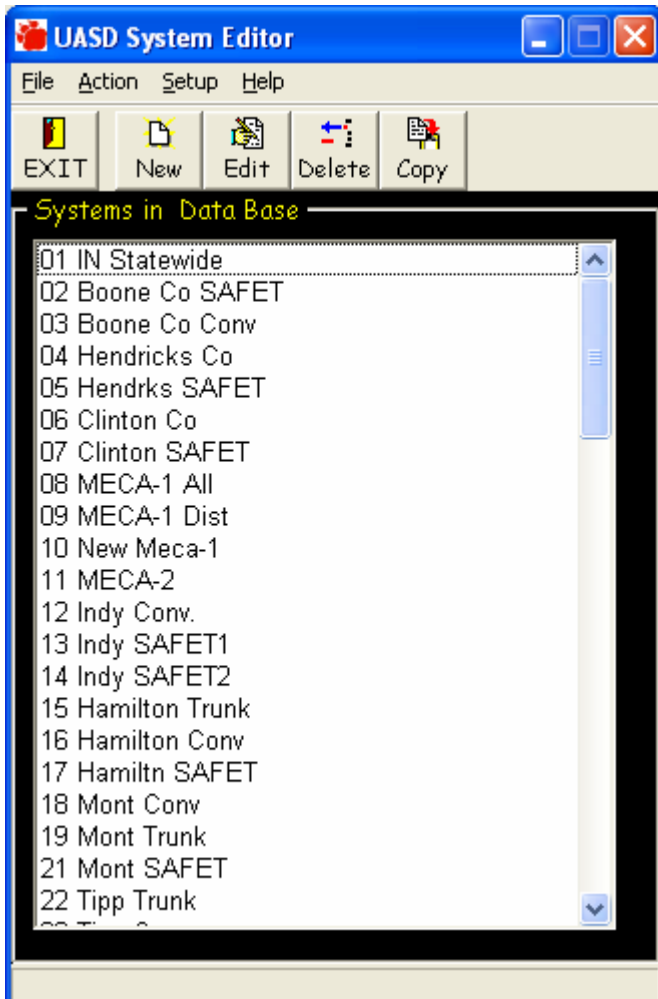 UASD System Editor
File Action Setup Help
EXIT New Edit Delete Copy
Systems in Data Base
01 IN Statewide
02 Boone Co SAFET
03 Boone Co Conv
04 Hendricks Co
05 Hendrks SAFET
06 Clinton Co
07 Clinton SAFET
08 MECA-1 All
09 MECA-1 Dist
10 New Meca-1
11 MECA-2
12 Indy Conv.
13 Indy SAFET1
14 Indy SAFET2
15 Hamilton Trunk
16 Hamilton Conv
17 Hamiltn SAFET
18 Mont Conv
19 Mont Trunk
21 Mont SAFET
22 Tipp Trunk